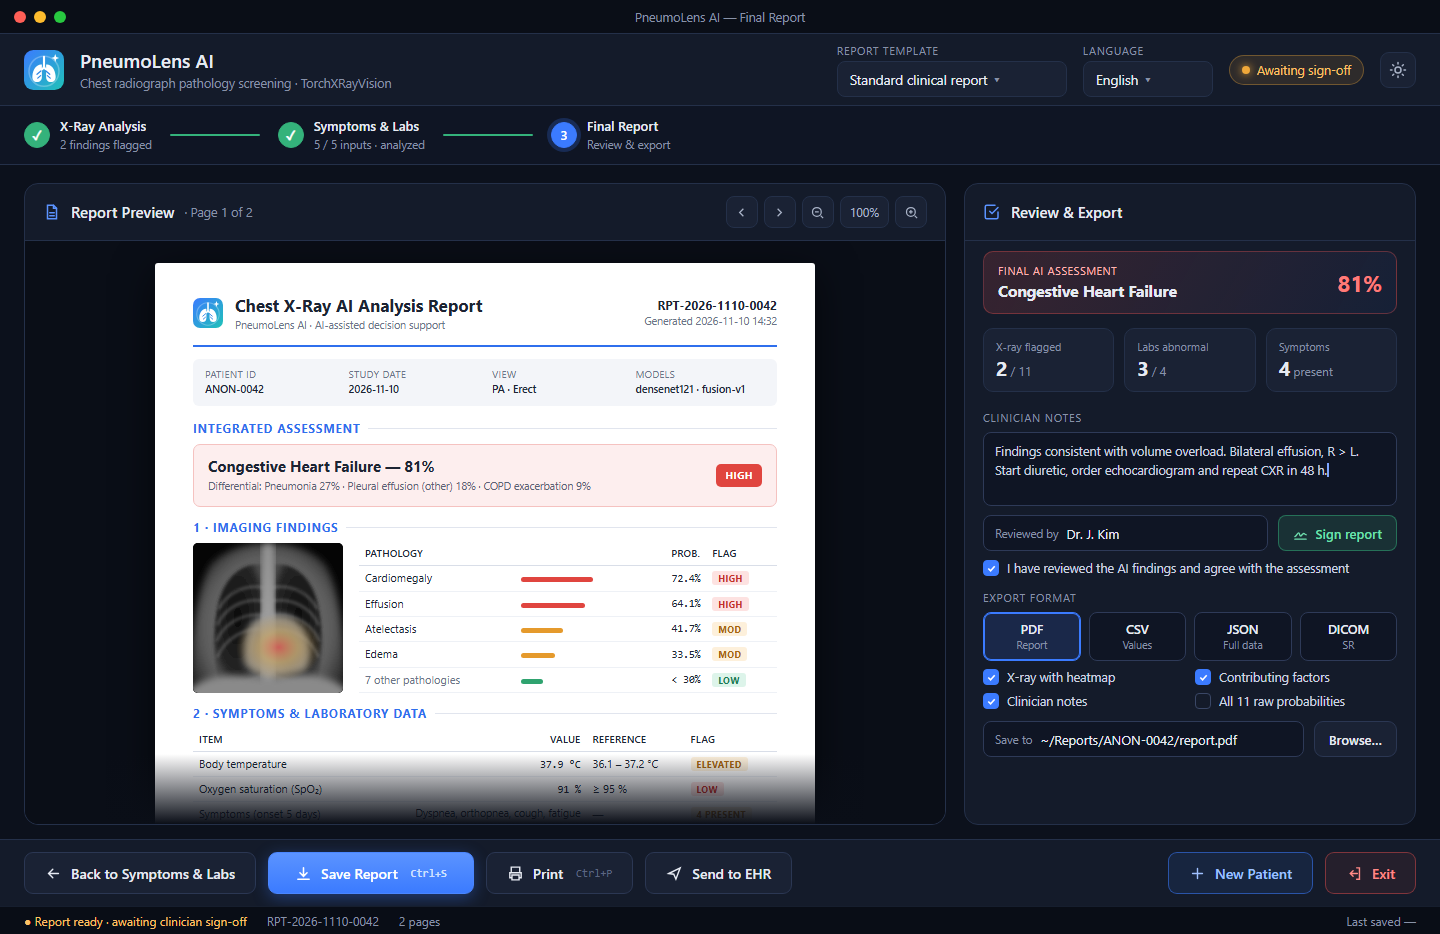 PneumoLens AI — Final Report
PneumoLens AI
Chest radiograph pathology screening · TorchXRayVision
REPORT TEMPLATE
Standard clinical report
LANGUAGE
English
Awaiting sign-off
X-Ray Analysis
2 findings flagged
Symptoms & Labs
5 / 5 inputs · analyzed
3
Final Report
Review & export
Report Preview · Page 1 of 2
100%
Chest X-Ray AI Analysis Report
PneumoLens AI · AI-assisted decision support
RPT-2026-1110-0042
Generated 2026-11-10 14:32
PATIENT ID
ANON-0042
STUDY DATE
2026-11-10
VIEW
PA · Erect
MODELS
densenet121 · fusion-v1
INTEGRATED ASSESSMENT
Congestive Heart Failure — 81%
Differential: Pneumonia 27% · Pleural effusion (other) 18% · COPD exacerbation 9%
HIGH
1 · IMAGING FINDINGS
PATHOLOGY PROB. FLAG
Cardiomegaly 72.4% HIGH
Effusion 64.1% HIGH
Atelectasis 41.7% MOD
Edema 33.5% MOD
7 other pathologies < 30% LOW
2 · SYMPTOMS & LABORATORY DATA
ITEM VALUE REFERENCE FLAG
Body temperature 37.9 °C 36.1 – 37.2 °C ELEVATED
Oxygen saturation (SpO₂) 91 % ≥ 95 % LOW
Symptoms (onset 5 days) Dyspnea, orthopnea, cough, fatigue — 4 PRESENT
Review & Export
FINAL AI ASSESSMENT
Congestive Heart Failure
81%
X-ray flagged
2 / 11
Labs abnormal
3 / 4
Symptoms
4 present
CLINICIAN NOTES
Findings consistent with volume overload. Bilateral effusion, R > L.
Start diuretic, order echocardiogram and repeat CXR in 48 h.
Reviewed by Dr. J. Kim
Sign report
I have reviewed the AI findings and agree with the assessment
EXPORT FORMAT
PDF
Report
CSV
Values
JSON
Full data
DICOM
SR
X-ray with heatmap
Contributing factors
Clinician notes
All 11 raw probabilities
Save to ~/Reports/ANON-0042/report.pdf
Browse...
Back to Symptoms & Labs
Save Report Ctrl+S
Print Ctrl+P
Send to EHR
New Patient
Exit
Report ready · awaiting clinician sign-off
RPT-2026-1110-0042
2 pages
Last saved —